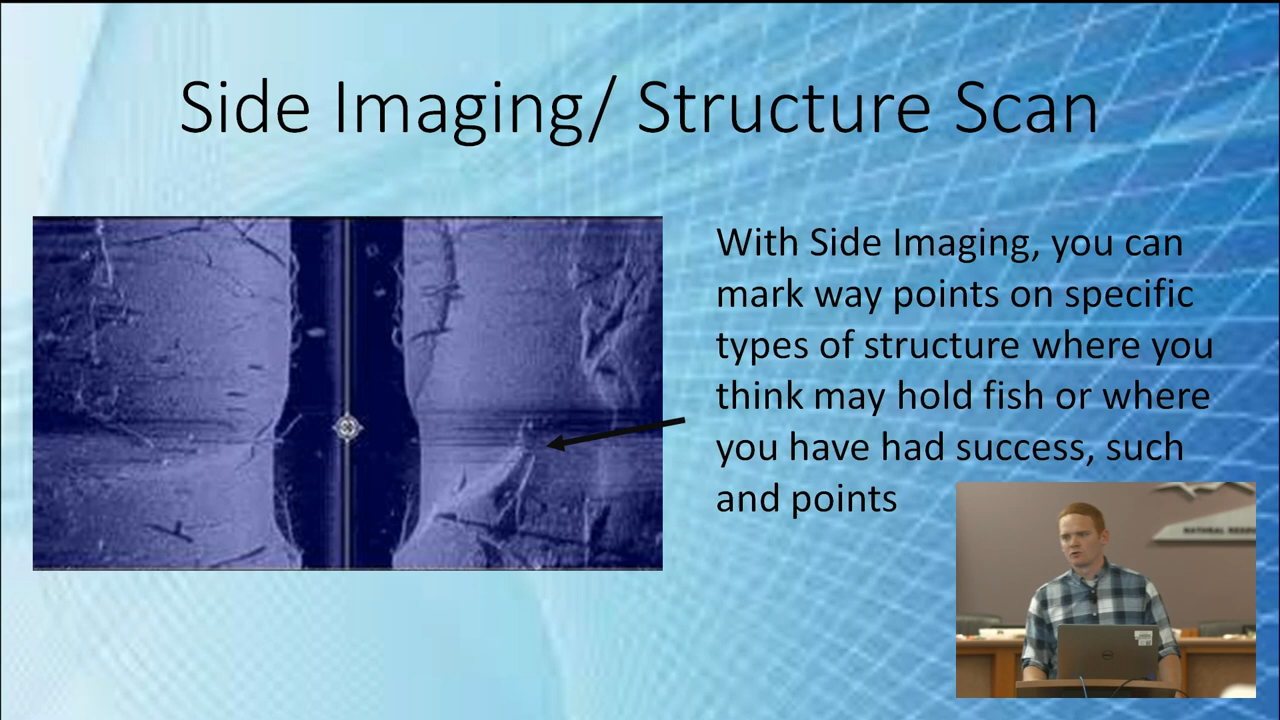 Side Imaging/ Structure Scan
With Side Imaging, you can
mark way points on specific
types of structure where you
think may hold fish or where
you have had success, such
and points
NATURAL